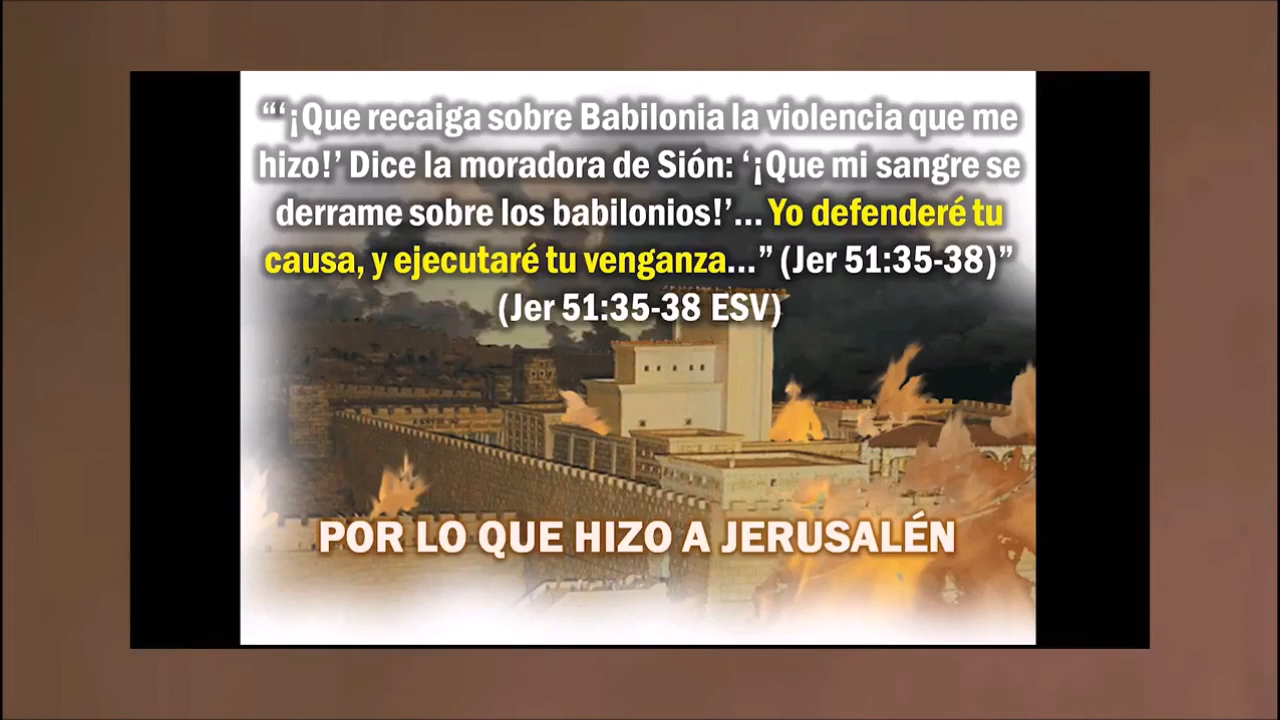 “‘¡Que recaiga sobre Babilonia la violencia que me
hizo!’ Dice la moradora de Sión: ‘¡Que mi sangre se
derrame sobre los babilonios!’... Yo defenderé tu
causa, y ejecutaré tu venganza...” (Jer 51:35-38)”
(Jer 51:35-38 ESV)
POR LO QUE HIZO A JERUSALÉN